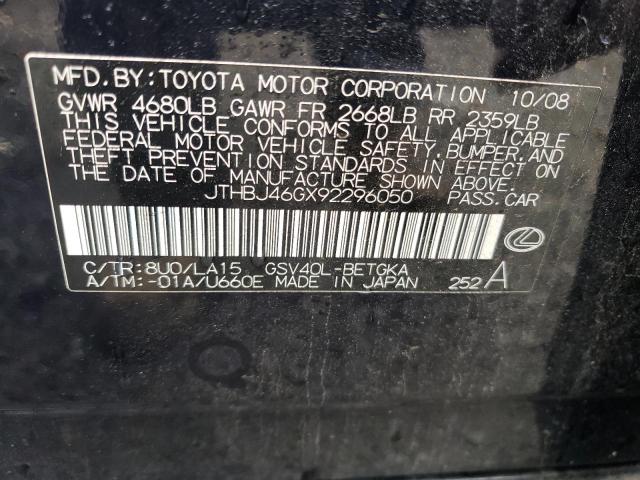 MFD. BY: TOYOTA MOTOR CORPORATION 10/08
GVWR 4680LB GAWR FR 2668LB RR 2359LB
THIS VEHICLE CONFORMS TO ALL APPLICABLE
FEDERAL MOTOR VEHICLE SAFETY, BUMPER, AND
THEFT PREVENTION STANDARDS IN EFFECT ON
THE DATE OF MANUFACTURE SHOWN ABOVE.
JTHBJ46GX92296050 PASS. CAR
C/TR: 8U0/LA15 GSV40L-BETGKA
A/TM: -01A/U660E MADE IN JAPAN 252 A